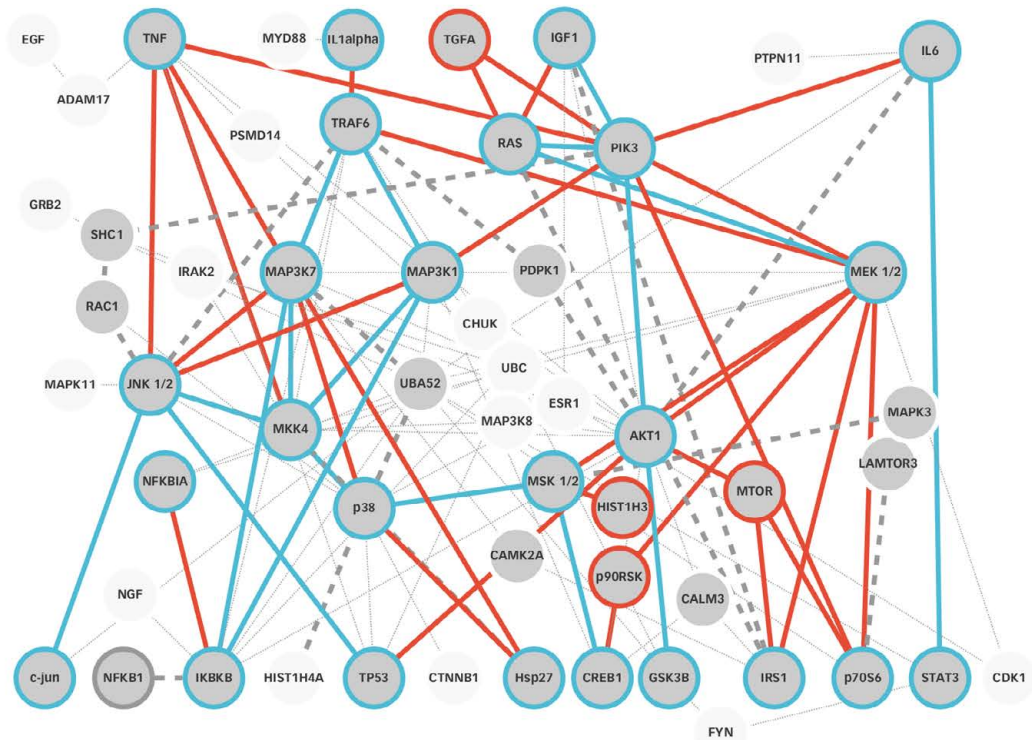 EGF
TNF
MYD88
IL1alpha
TGFA
IGF1
PTPN11
IL6
ADAM17
PSMD14
TRAF6
RAS
PIK3
GRB2
SHC1
IRAK2
MAP3K7
MAP3K1
PDPK1
MEK 1/2
RAC1
CHUK
UBC
MAPK11
JNK 1/2
UBA52
ESR1
MAP3K8
MAPK3
MKK4
AKT1
LAMTOR3
NFKBIA
MSK 1/2
MTOR
p38
HIST1H3
CAMK2A
p90RSK
NGF
CALM3
c-jun
NFKB1
IKBKB
HIST1H4A
TP53
CTNNB1
Hsp27
CREB1
GSK3B
IRS1
p70S6
STAT3
CDK1
FYN